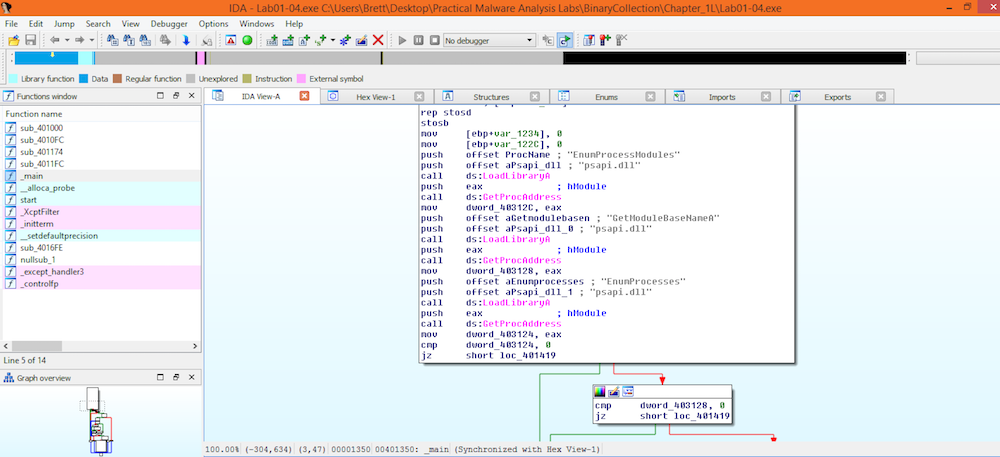 IDA - Lab01-04.exe C:\Users\Brett\Desktop\Practical Malware Analysis Labs\BinaryCollection\Chapter_1L\Lab01-04.exe
File Edit Jump Search View Debugger Options Windows Help
No debugger
Library function Data Regular function Unexplored Instruction External symbol
Functions window
IDA View-A Hex View-1 Structures Enums Imports Exports
Function name
sub_401000
sub_4010FC
sub_401174
sub_4011FC
_main
__alloca_probe
start
_XcptFilter
_initterm
__setdefaultprecision
sub_4016FE
nullsub_1
_except_handler3
_controlfp
Line 5 of 14
Graph overview
rep stosd
stosb
mov [ebp+var_1234], 0
mov [ebp+var_122C], 0
push offset ProcName ; "EnumProcessModules"
push offset aPsapi_dll ; "psapi.dll"
call ds:LoadLibraryA
push eax ; hModule
call ds:GetProcAddress
mov dword_40312C, eax
push offset aGetmodulebasen ; "GetModuleBaseNameA"
push offset aPsapi_dll_0 ; "psapi.dll"
call ds:LoadLibraryA
push eax ; hModule
call ds:GetProcAddress
mov dword_403128, eax
push offset aEnumprocesses ; "EnumProcesses"
push offset aPsapi_dll_1 ; "psapi.dll"
call ds:LoadLibraryA
push eax ; hModule
call ds:GetProcAddress
mov dword_403124, eax
cmp dword_403124, 0
jz short loc_401419
cmp dword_403128, 0
jz short loc_401419
100.00% (-304,634) (3,47) 00001350 00401350: _main (Synchronized with Hex View-1)